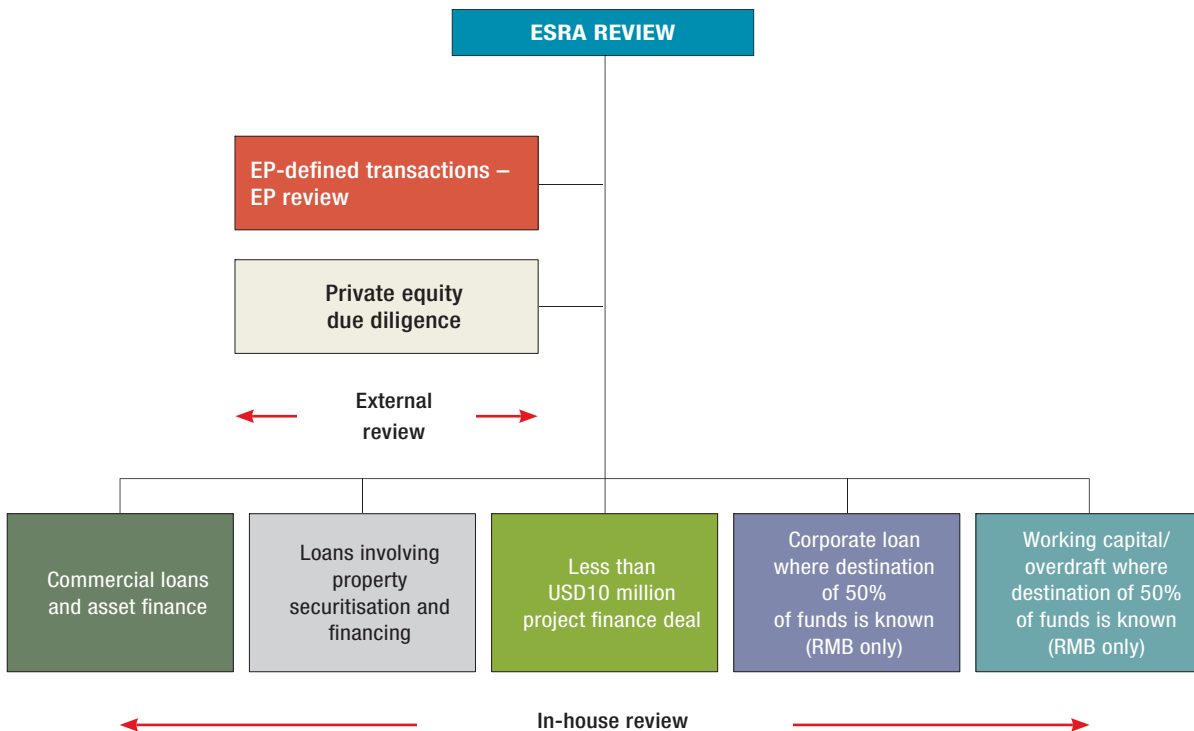 ESRA REVIEW
EP-defined transactions –
EP review
Private equity
due diligence
External
review
Commercial loans
and asset finance
Loans involving
property
securitisation and
financing
Less than
USD10 million
project finance deal
Corporate loan
where destination
of 50%
of funds is known
(RMB only)
Working capital/
overdraft where
destination of 50%
of funds is known
(RMB only)
In-house review